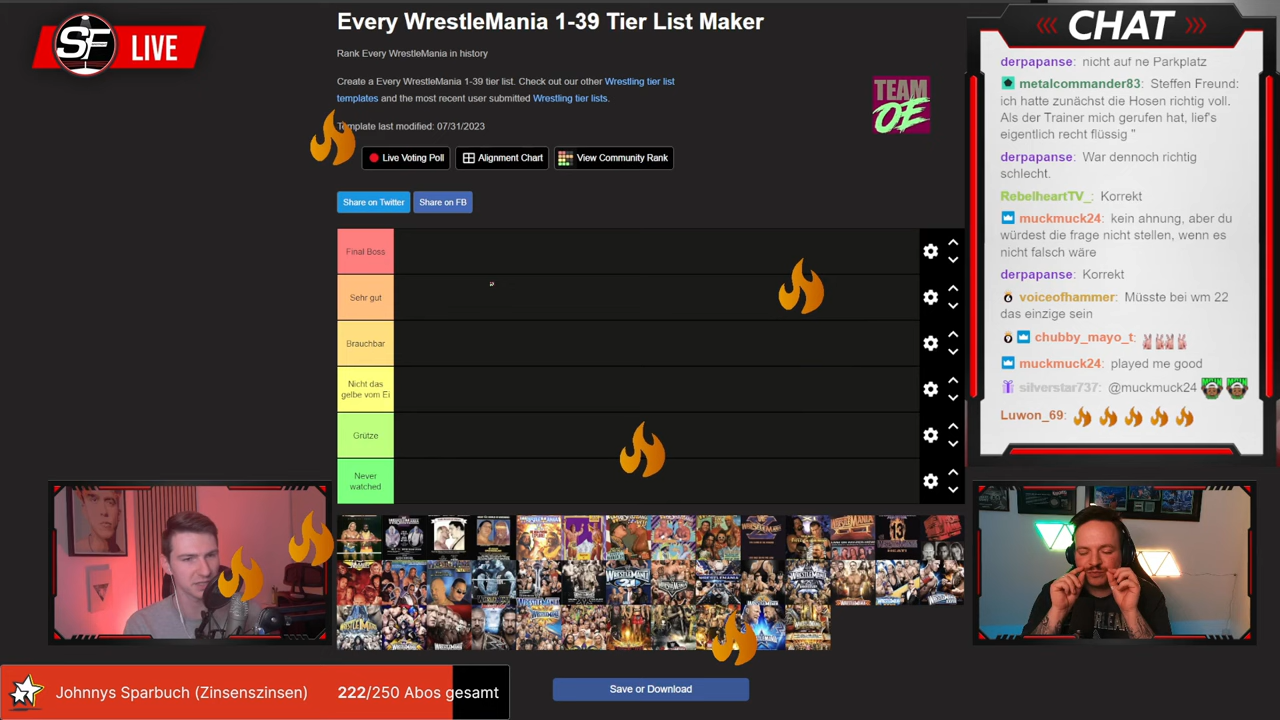 SF LIVE
Every WrestleMania 1-39 Tier List Maker
Rank Every WrestleMania in history
Create a Every WrestleMania 1-39 tier list. Check out our other Wrestling tier list
templates and the most recent user submitted Wrestling tier lists.
Template last modified: 07/31/2023
TEAM
OE
Live Voting Poll
Alignment Chart
View Community Rank
Share on Twitter
Share on FB
Final Boss
Sehr gut
Brauchbar
Nicht das
gelbe vom Ei
Grütze
Never
watched
Save or Download
CHAT
derpapanse: nicht auf ne Parkplatz
metalcommander83: Steffen Freund:
ich hatte zunächst die Hosen richtig voll.
Als der Trainer mich gerufen hat, lief's
eigentlich recht flüssig "
derpapanse: War dennoch richtig
schlecht.
RebelheartTV_: Korrekt
muckmuck24: kein ahnung, aber du
würdest die frage nicht stellen, wenn es
nicht falsch wäre
derpapanse: Korrekt
voiceofhammer: Müsste bei wm 22
das einzige sein
chubby_mayo_t:
muckmuck24: played me good
silverstar737: @muckmuck24
Luwon_69:
Johnnys Sparbuch (Zinsenszinsen) 222/250 Abos gesamt